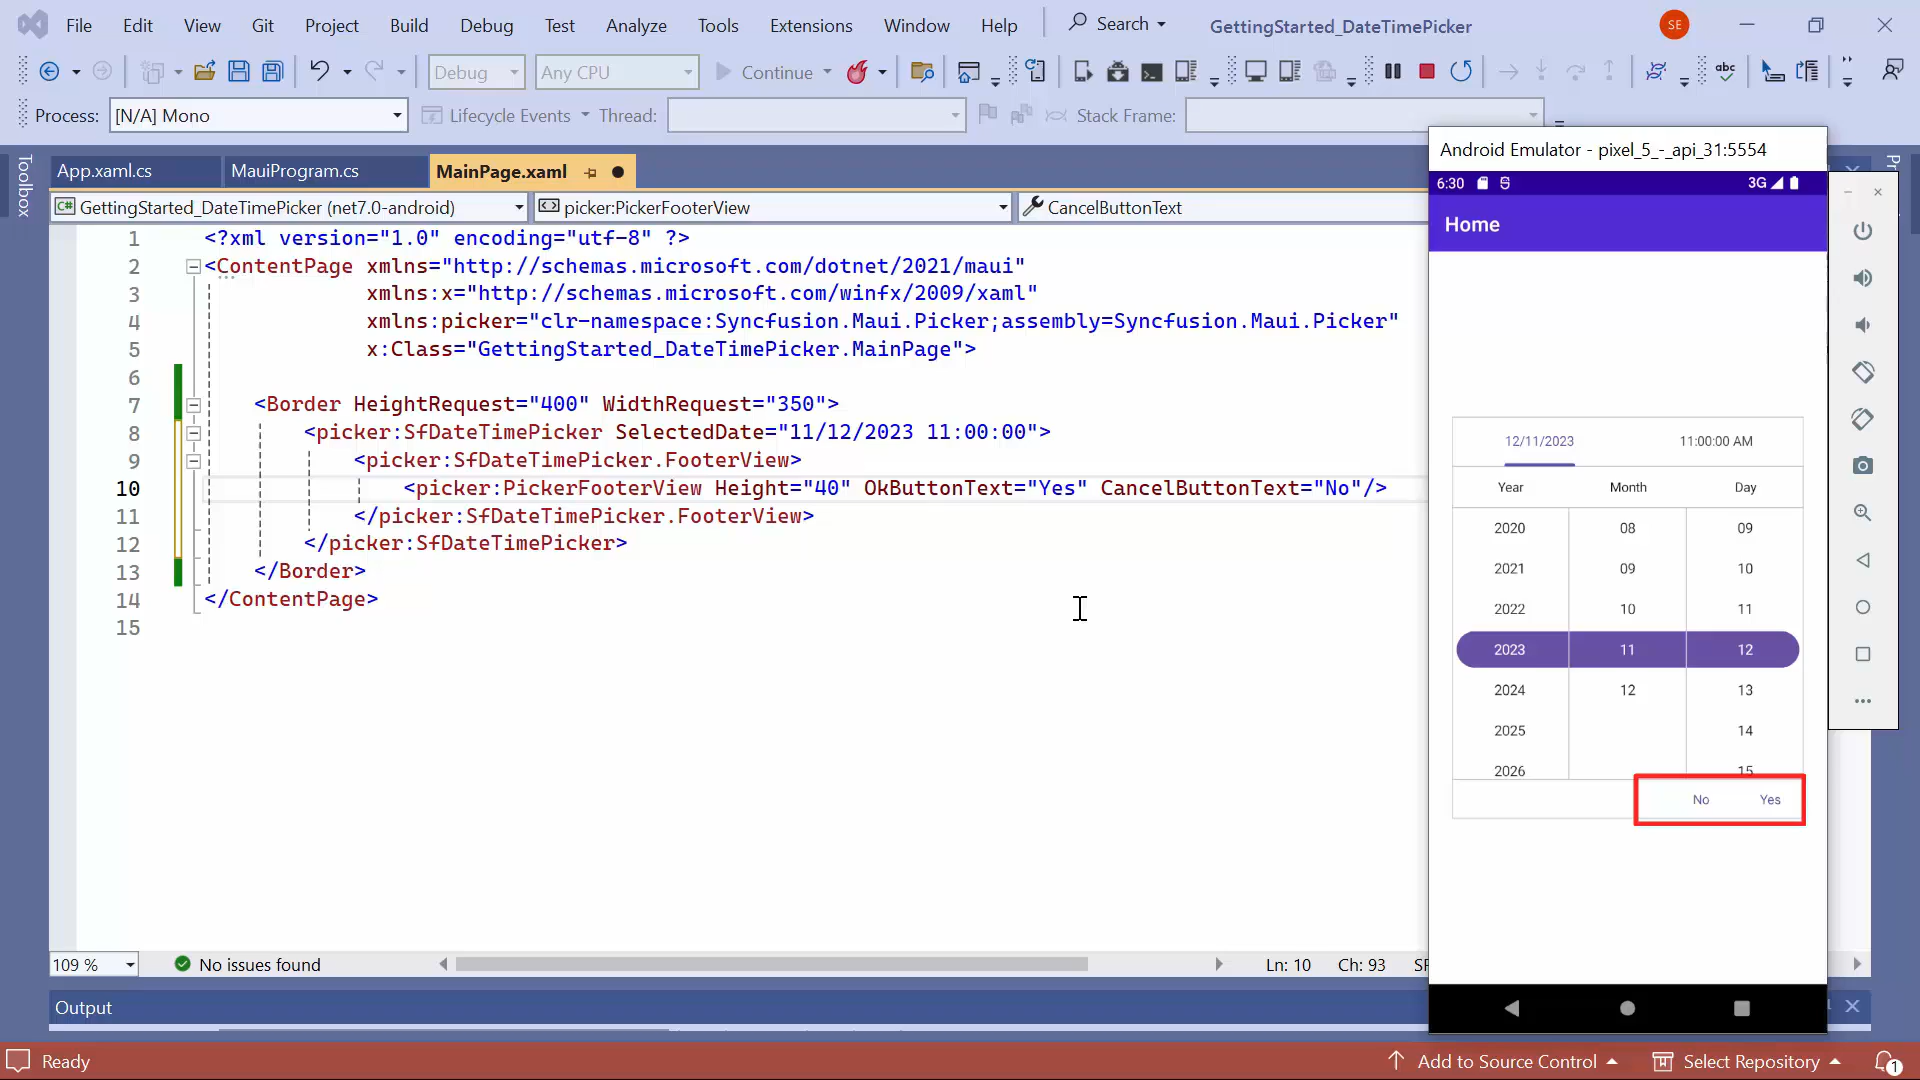 File Edit View Git Project Build Debug Test Analyze Tools Extensions Window Help Search GettingStarted_DateTimePicker SE
Debug Any CPU Continue abc
Process: [N/A] Mono Lifecycle Events Thread: Stack Frame:
Toolbox
App.xaml.cs MauiProgram.cs MainPage.xaml
GettingStarted_DateTimePicker (net7.0-android) picker:PickerFooterView CancelButtonText
1 <?xml version="1.0" encoding="utf-8" ?>
2 <ContentPage xmlns="http://schemas.microsoft.com/dotnet/2021/maui"
3 xmlns:x="http://schemas.microsoft.com/winfx/2009/xaml"
4 xmlns:picker="clr-namespace:Syncfusion.Maui.Picker;assembly=Syncfusion.Maui.Picker"
5 x:Class="GettingStarted_DateTimePicker.MainPage">
6
7 <Border HeightRequest="400" WidthRequest="350">
8 <picker:SfDateTimePicker SelectedDate="11/12/2023 11:00:00">
9 <picker:SfDateTimePicker.FooterView>
10 <picker:PickerFooterView Height="40" OkButtonText="Yes" CancelButtonText="No"/>
11 </picker:SfDateTimePicker.FooterView>
12 </picker:SfDateTimePicker>
13 </Border>
14 </ContentPage>
15
109 % No issues found Ln: 10 Ch: 93
Output
Ready Add to Source Control Select Repository 1
Android Emulator - pixel_5_-_api_31:5554
6:30 3G
Home
12/11/2023 11:00:00 AM
Year Month Day
2020 08 09
2021 09 10
2022 10 11
2023 11 12
2024 12 13
2025 14
2026 15
No Yes